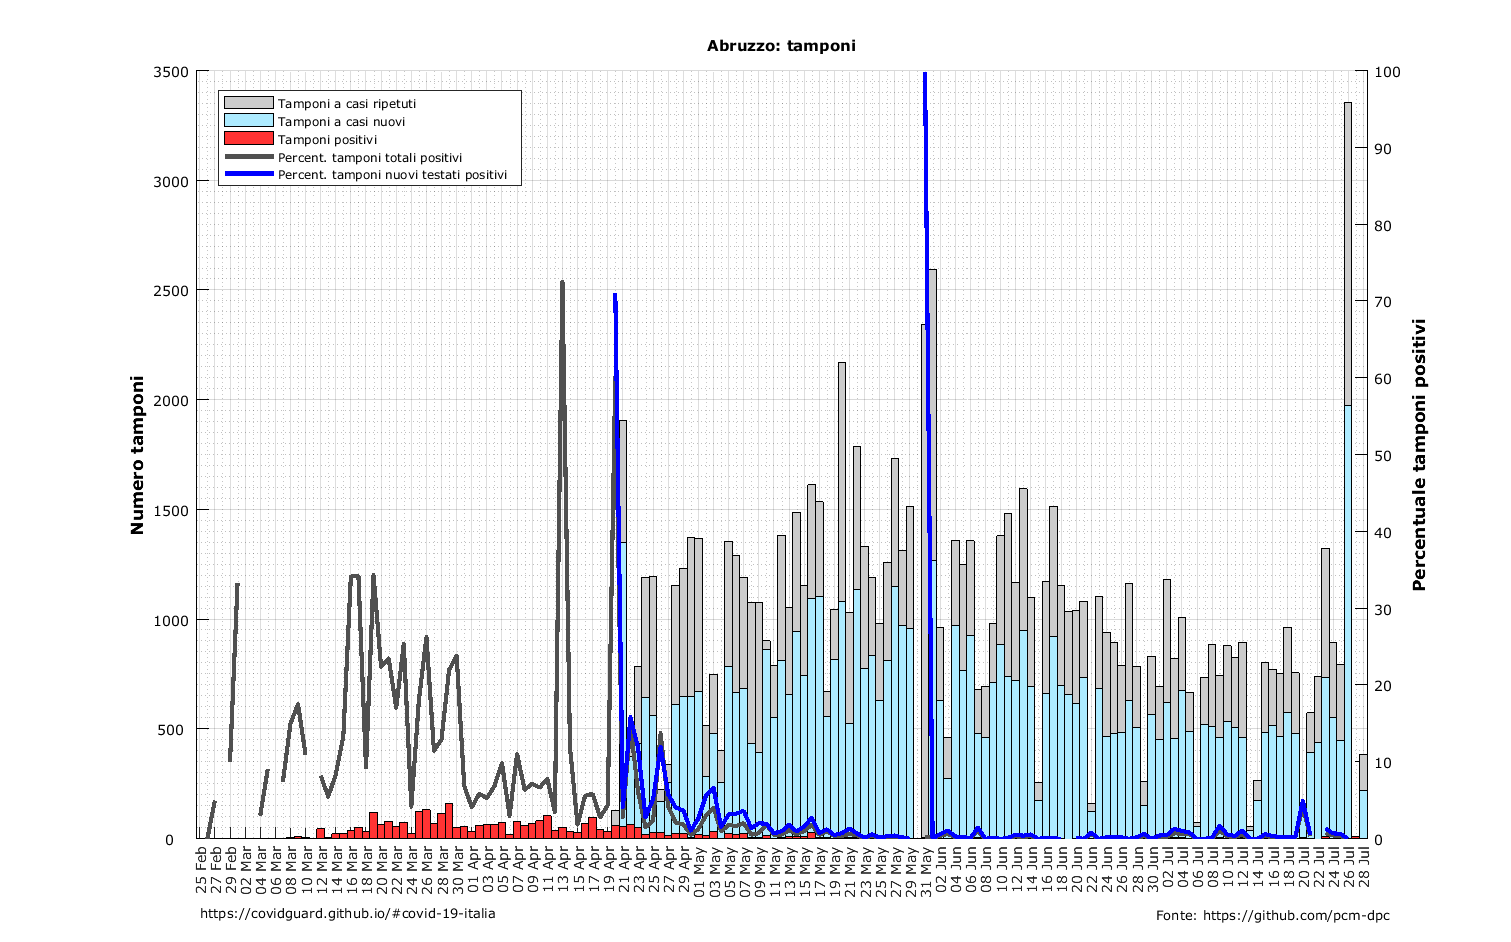 Abruzzo: tamponi
Tamponi a casi ripetuti
Tamponi a casi nuovi
Tamponi positivi
Percent. tamponi totali positivi
Percent. tamponi nuovi testati positivi
Numero tamponi
3500
3000
2500
2000
1500
1000
500
0
100
90
80
70
60
50
40
30
20
10
0
Percentuale tamponi positivi
25 Feb
27 Feb
29 Feb
02 Mar
04 Mar
06 Mar
08 Mar
10 Mar
12 Mar
14 Mar
16 Mar
18 Mar
20 Mar
22 Mar
24 Mar
26 Mar
28 Mar
30 Mar
01 Apr
03 Apr
05 Apr
07 Apr
09 Apr
11 Apr
13 Apr
15 Apr
17 Apr
19 Apr
21 Apr
23 Apr
25 Apr
27 Apr
29 Apr
01 May
03 May
05 May
07 May
09 May
11 May
13 May
15 May
17 May
19 May
21 May
23 May
25 May
27 May
29 May
31 May
02 Jun
04 Jun
06 Jun
08 Jun
10 Jun
12 Jun
14 Jun
16 Jun
18 Jun
20 Jun
22 Jun
24 Jun
26 Jun
28 Jun
30 Jun
02 Jul
04 Jul
06 Jul
08 Jul
10 Jul
12 Jul
14 Jul
16 Jul
18 Jul
20 Jul
22 Jul
24 Jul
26 Jul
28 Jul
https://covidguard.github.io/#covid-19-italia
Fonte: https://github.com/pcm-dpc